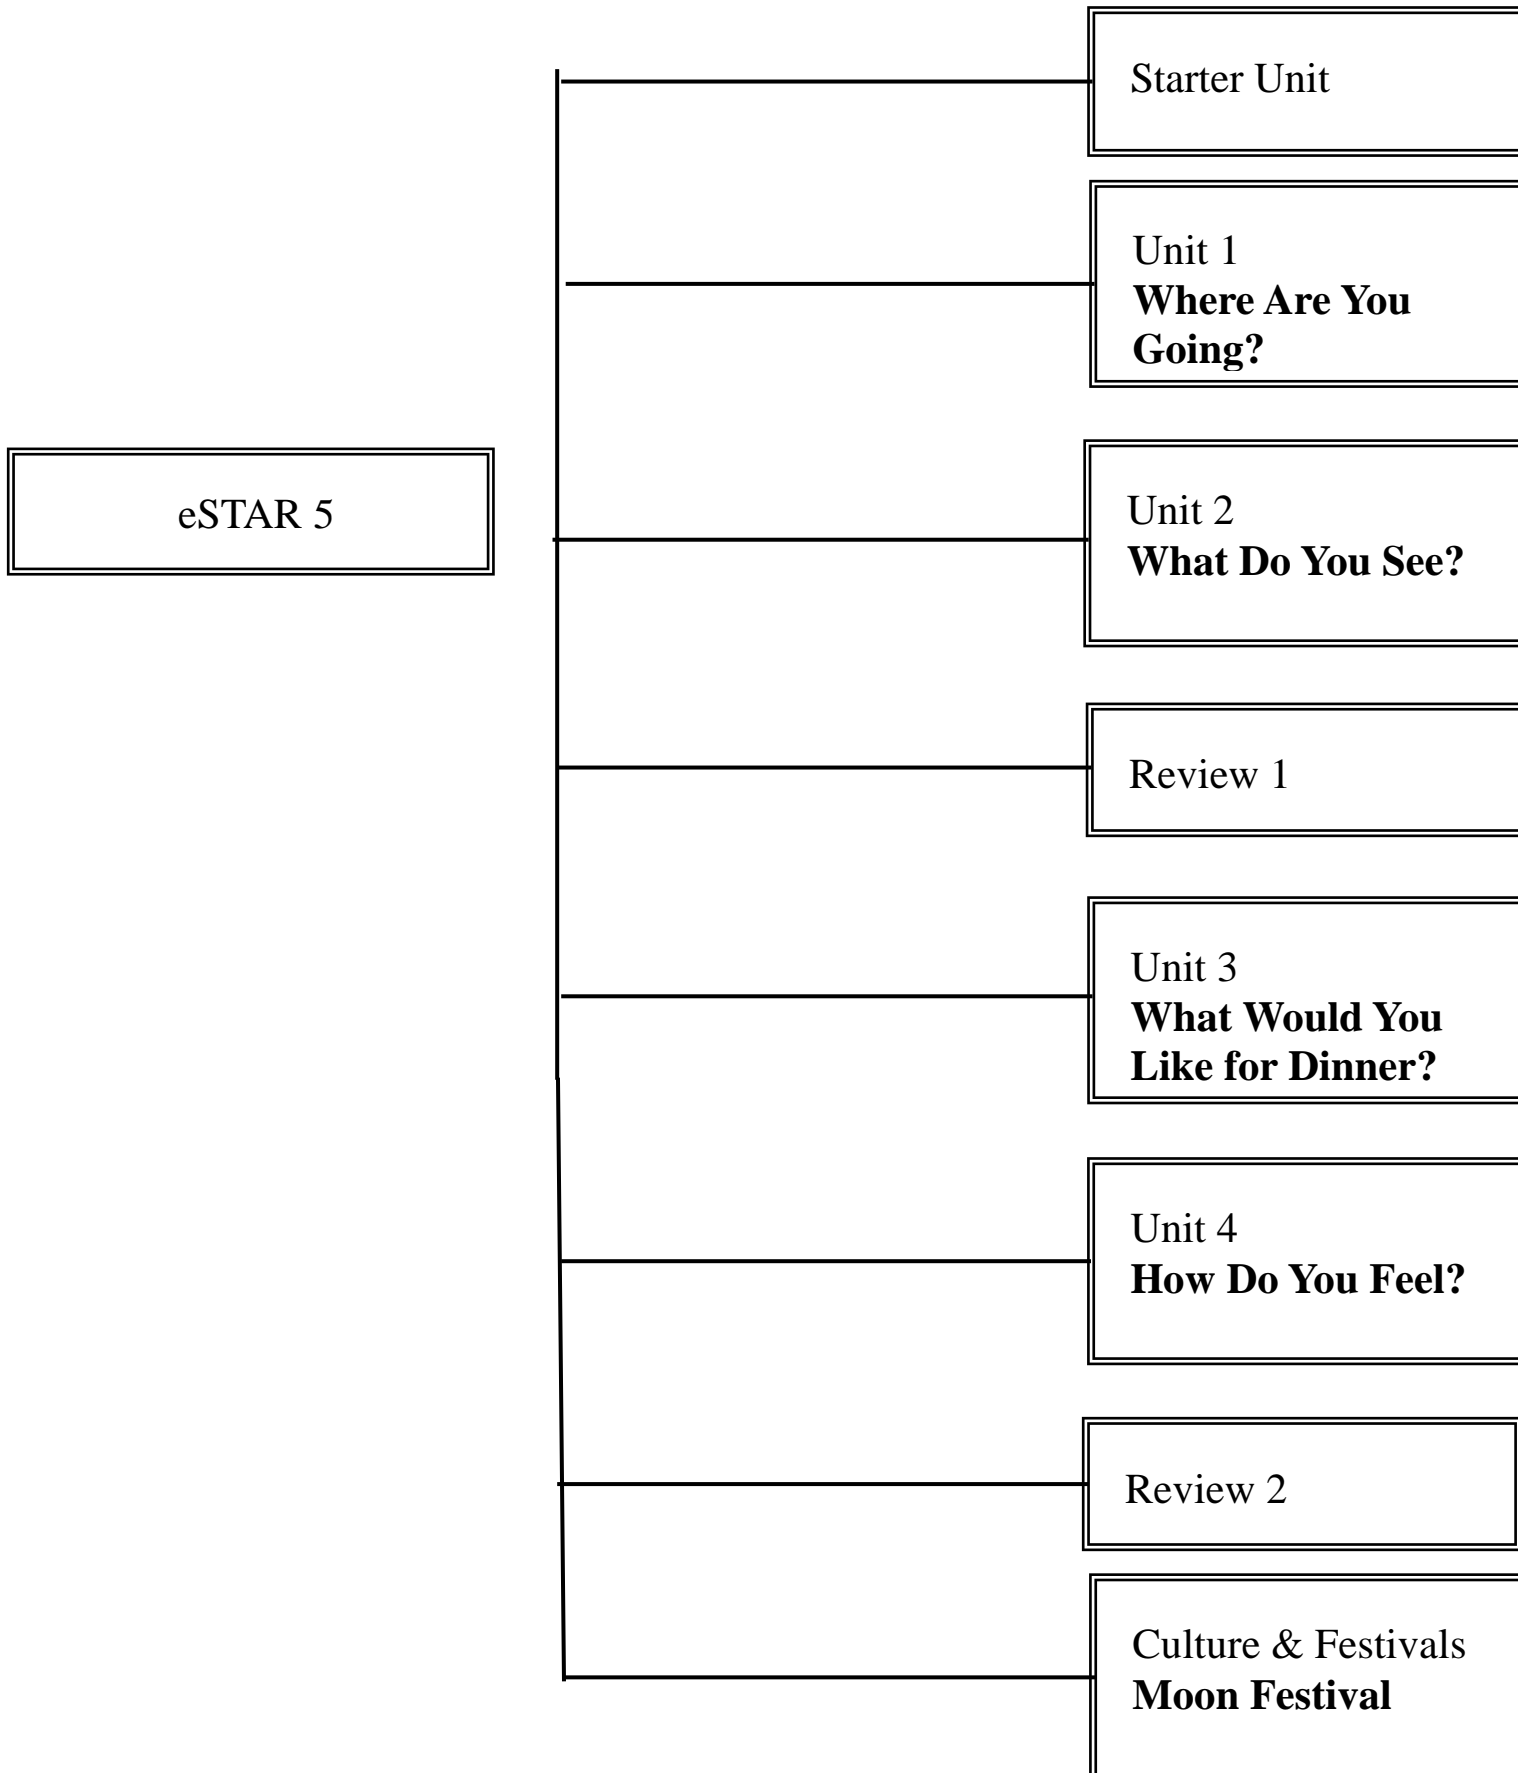 Starter Unit
Unit 1
Where Are You
Going?
eSTAR 5
Unit 2
What Do You See?
Review 1
Unit 3
What Would You
Like for Dinner?
Unit 4
How Do You Feel?
Review 2
Culture & Festivals
Moon Festival